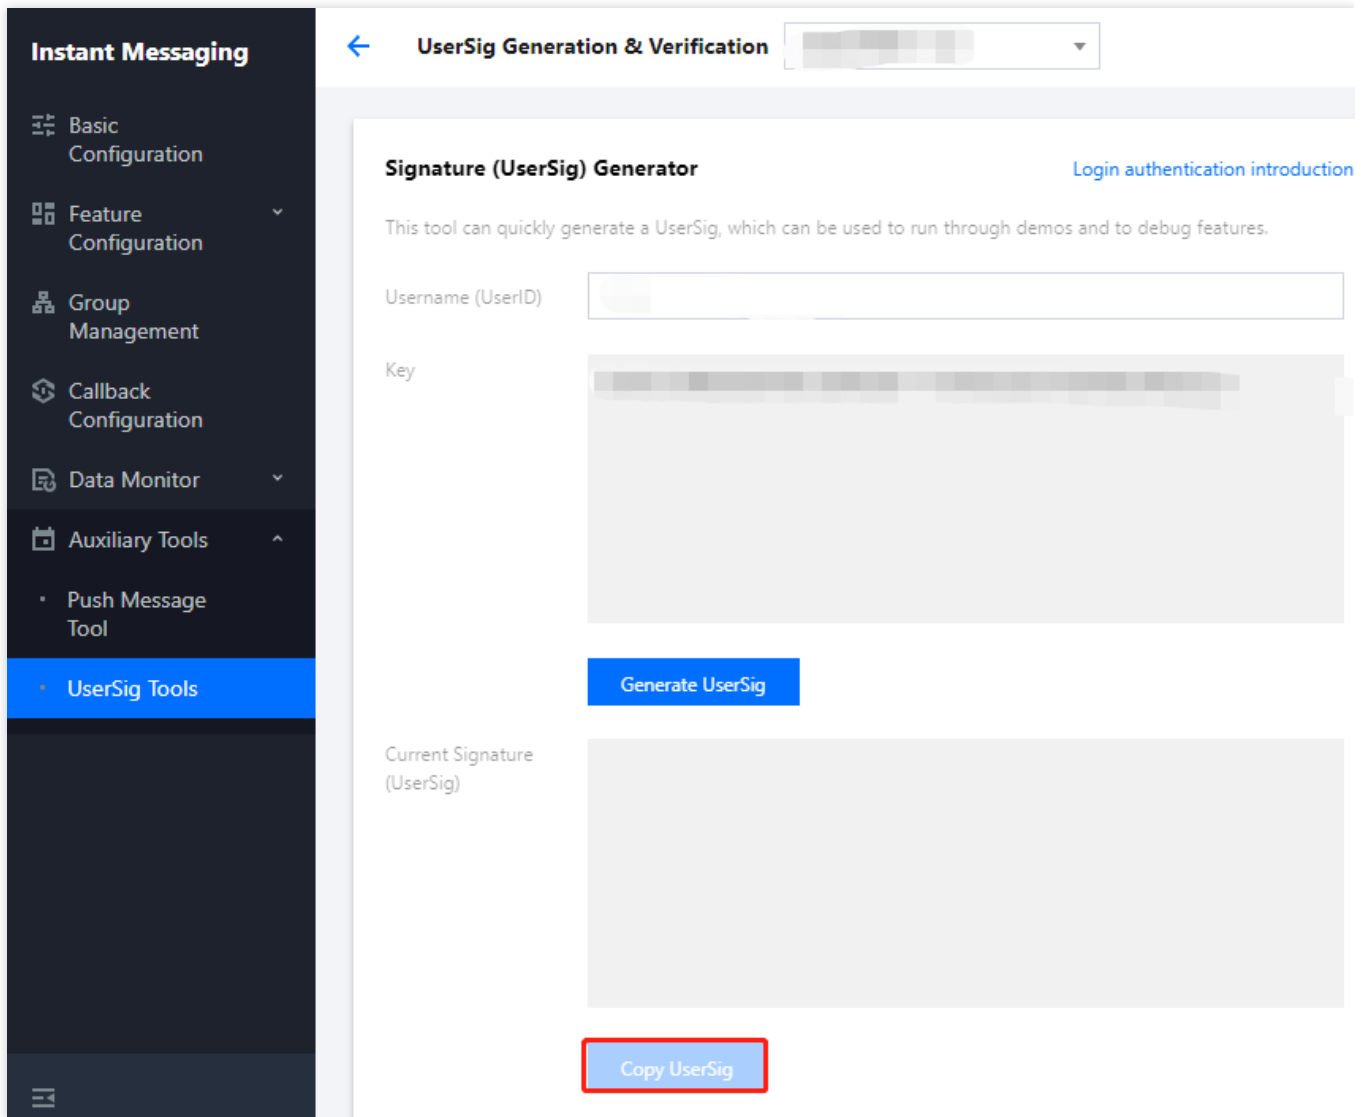 Instant Messaging
Basic
Configuration
Feature
Configuration
Group
Management
Callback
Configuration
Data Monitor
Auxiliary Tools
Push Message
Tool
UserSig Tools
UserSig Generation & Verification
Signature (UserSig) Generator
Login authentication introduction
This tool can quickly generate a UserSig, which can be used to run through demos and to debug features.
Username (UserID)
Key
Generate UserSig
Current Signature
(UserSig)
Copy UserSig